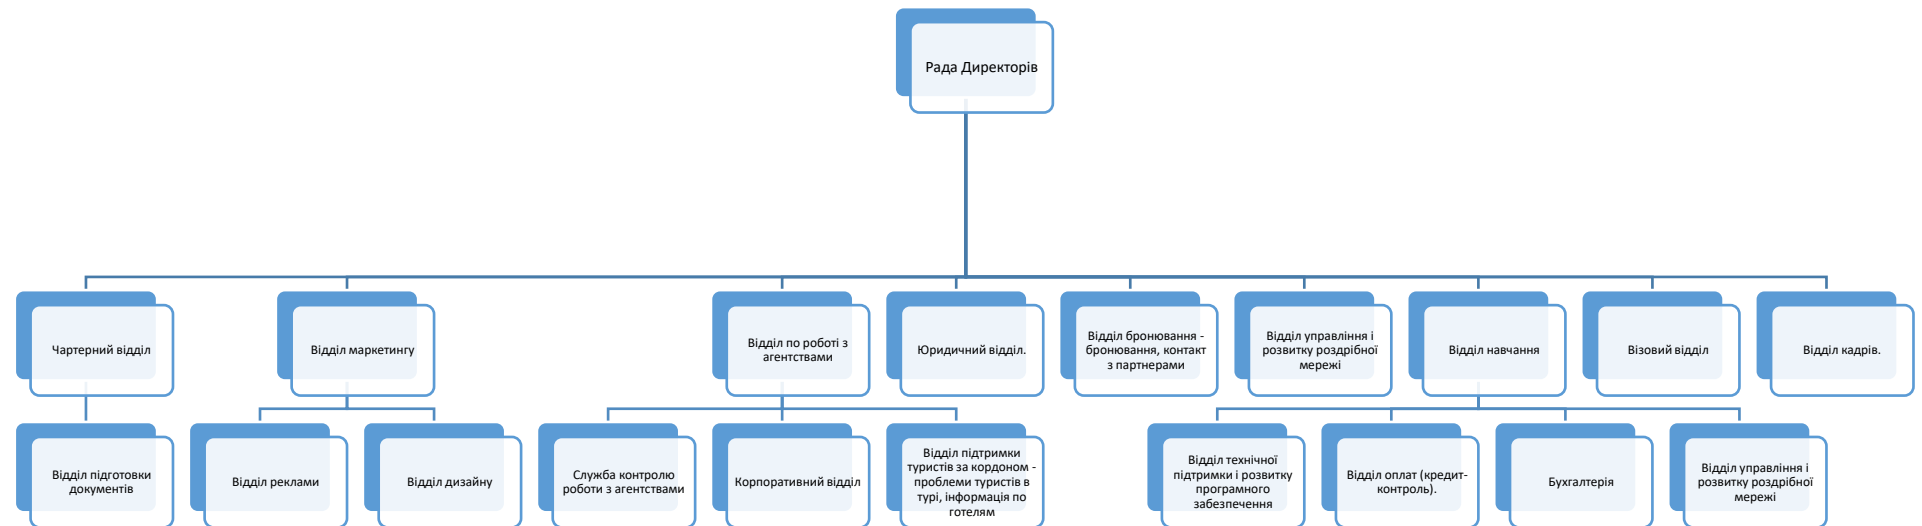 Рада Директорів
Чартерний відділ
Відділ маркетингу
Відділ по роботі з
агентствами
Юридичний відділ.
Відділ бронювання -
бронювання, контакт
з партнерами
Відділ управління і
розвитку роздрібної
мережі
Відділ навчання
Візовий відділ
Відділ кадрів.
Відділ підготовки
документів
Відділ реклами
Відділ дизайну
Служба контролю
роботи з агентствами
Корпоративний відділ
Відділ підтримки
туристів за кордоном -
проблеми туристів в
турі, інформація по
готелям
Відділ технічної
підтримки і розвитку
програмного
забезпечення
Відділ оплат (кредит-
контроль).
Бухгалтерія
Відділ управління і
розвитку роздрібної
мережі